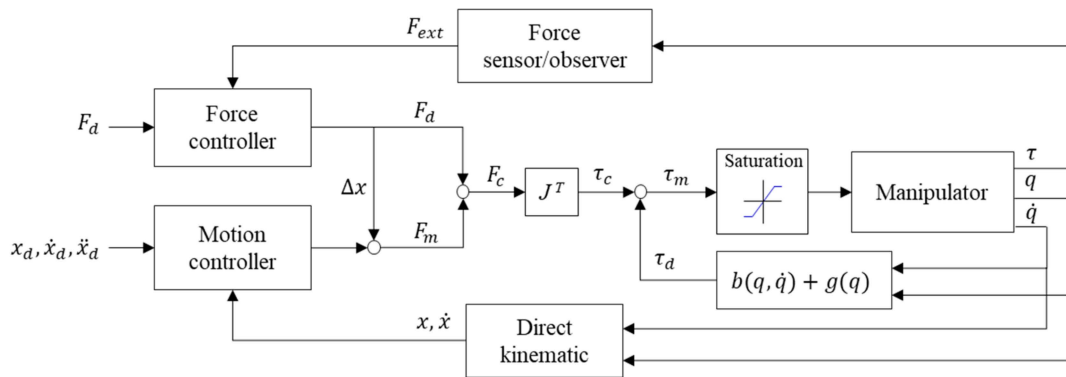 F_ext
Force
sensor/observer
F_d
Force
controller
F_d
Δx
F_c
J^T
τ_c
τ_m
Saturation
Manipulator
τ
q
q̇
x_d, ẋ_d, ẍ_d
Motion
controller
F_m
τ_d
b(q, q̇) + g(q)
x, ẋ
Direct
kinematic